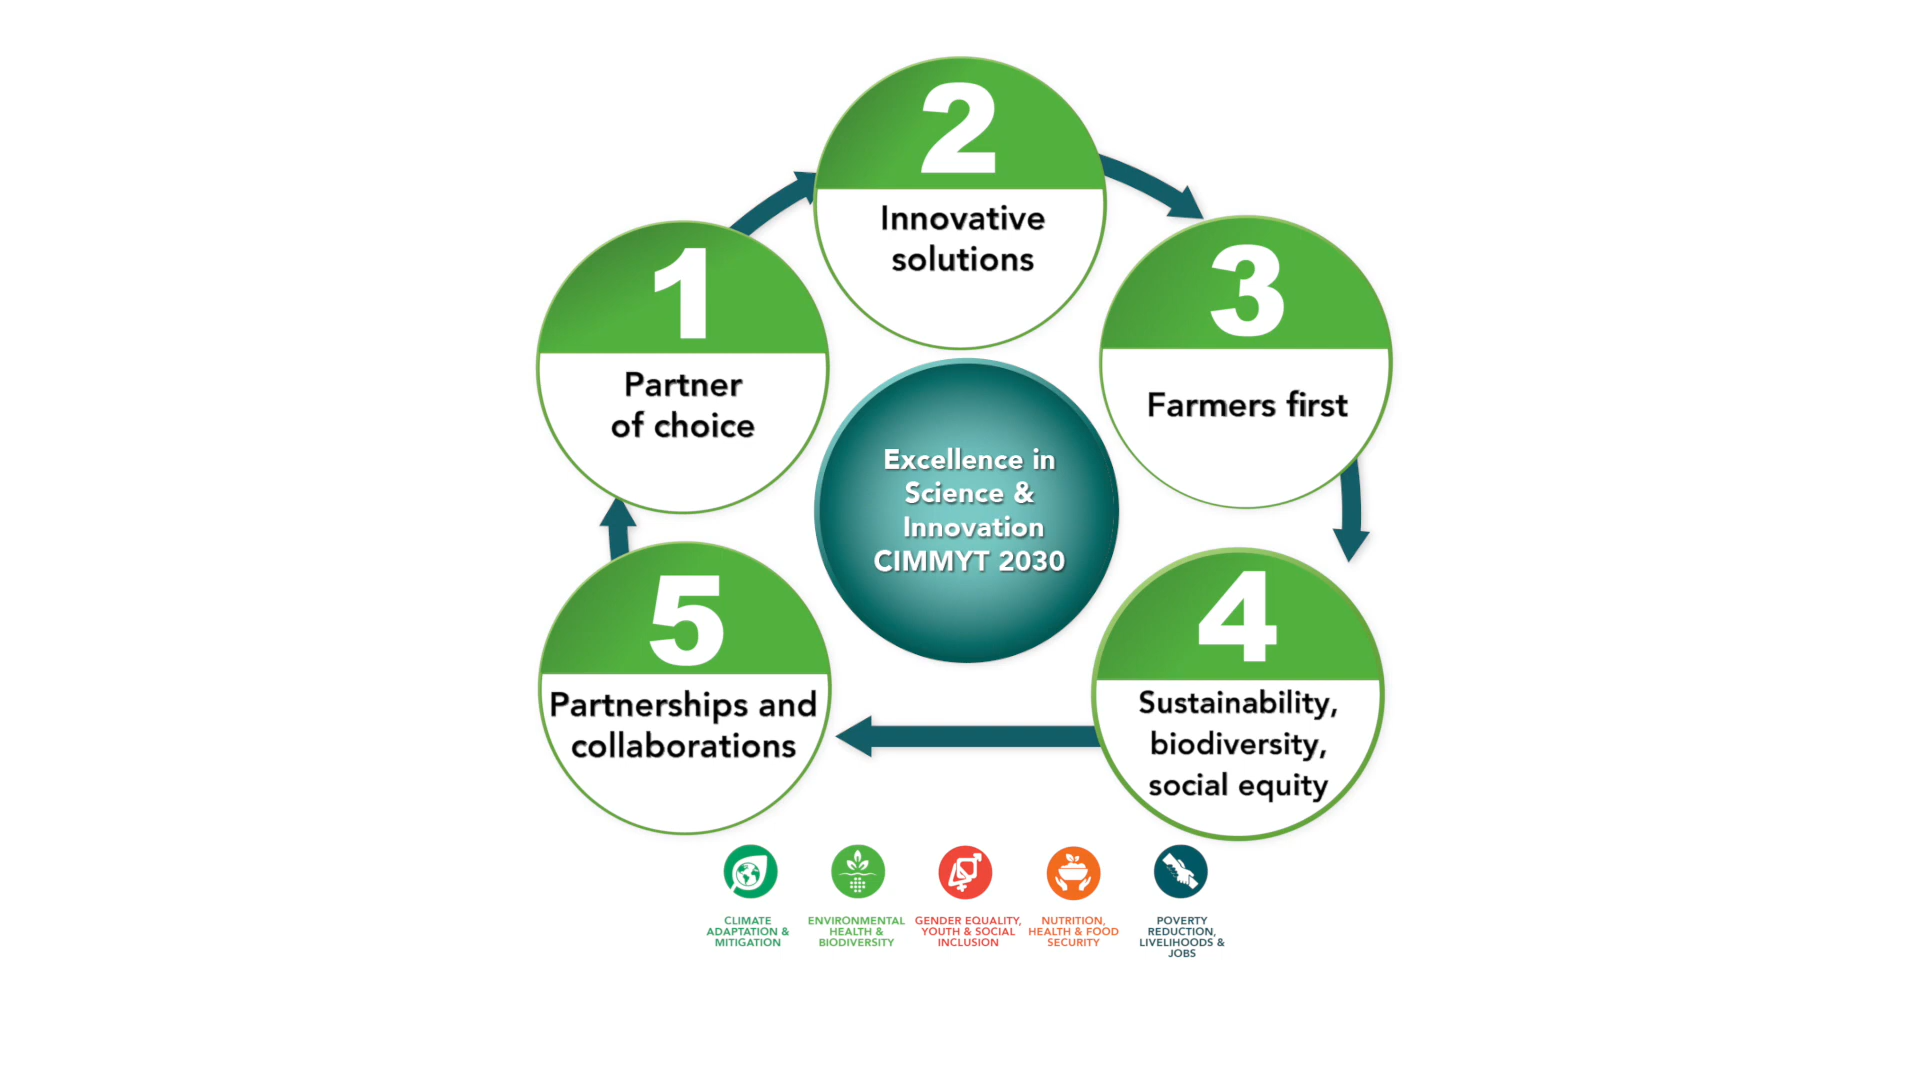 1
Partner
of choice
2
Innovative
solutions
3
Farmers first
4
Sustainability,
biodiversity,
social equity
5
Partnerships and
collaborations
Excellence in
Science &
Innovation
CIMMYT 2030
CLIMATE
ADAPTATION &
MITIGATION
ENVIRONMENTAL
HEALTH &
BIODIVERSITY
GENDER EQUALITY,
YOUTH & SOCIAL
INCLUSION
NUTRITION,
HEALTH & FOOD
SECURITY
POVERTY
REDUCTION,
LIVELIHOODS &
JOBS